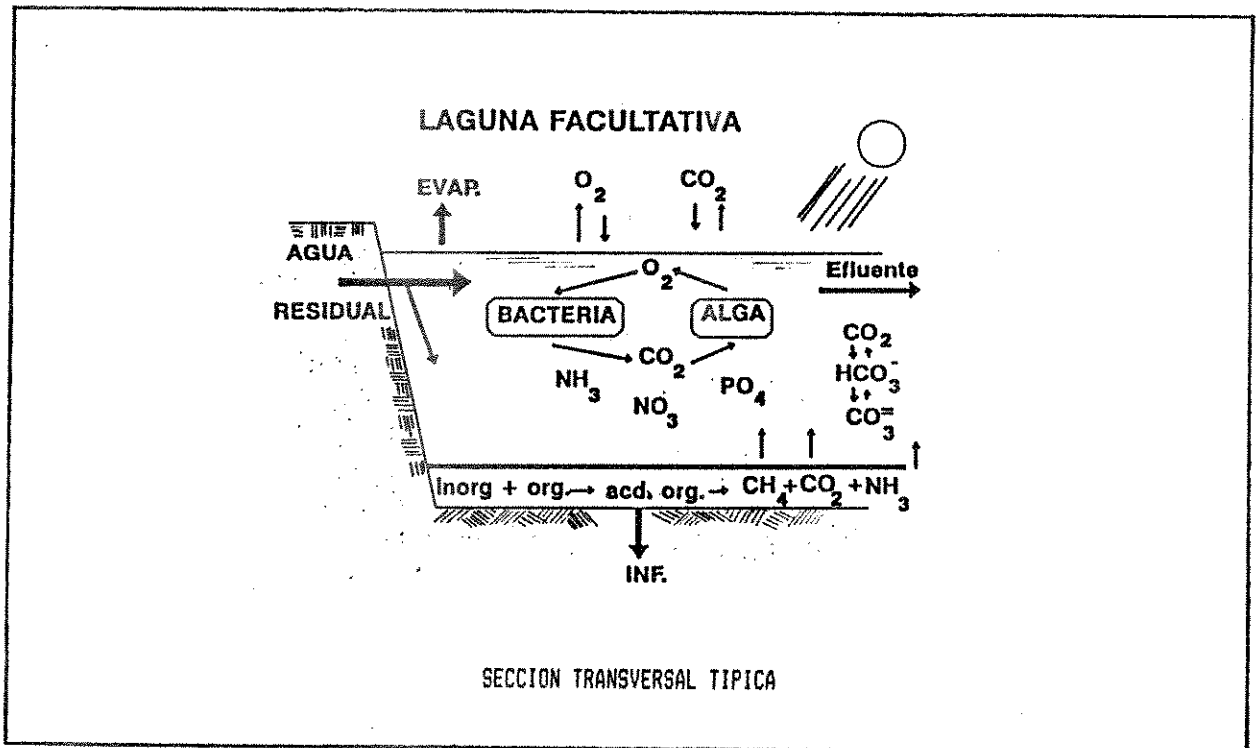 LAGUNA FACULTATIVA
EVAP.
O2
CO2
AGUA
RESIDUAL
O2
Efluente
BACTERIA
ALGA
CO2
NH3
NO3
PO4
CO2
HCO3-
CO3=
Inorg + org.→ acd. org.→ CH4+CO2+NH3
INF.
SECCION TRANSVERSAL TIPICA